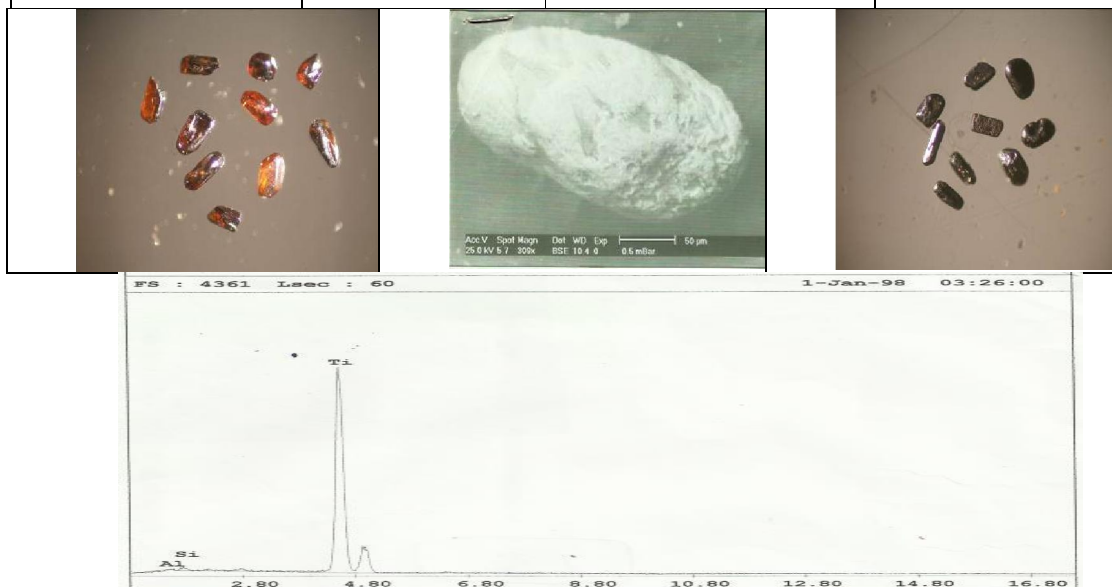 Acc.V Spot Magn Det WD Exp 50 µm
25.0 kV 5.7 309x BSE 10.4 0 0.5 mBar
FS : 4361 Lsec : 60 1-Jan-98 03:26:00
Ti
Si
Al
2.80 4.80 6.80 8.80 10.80 12.80 14.80 16.80